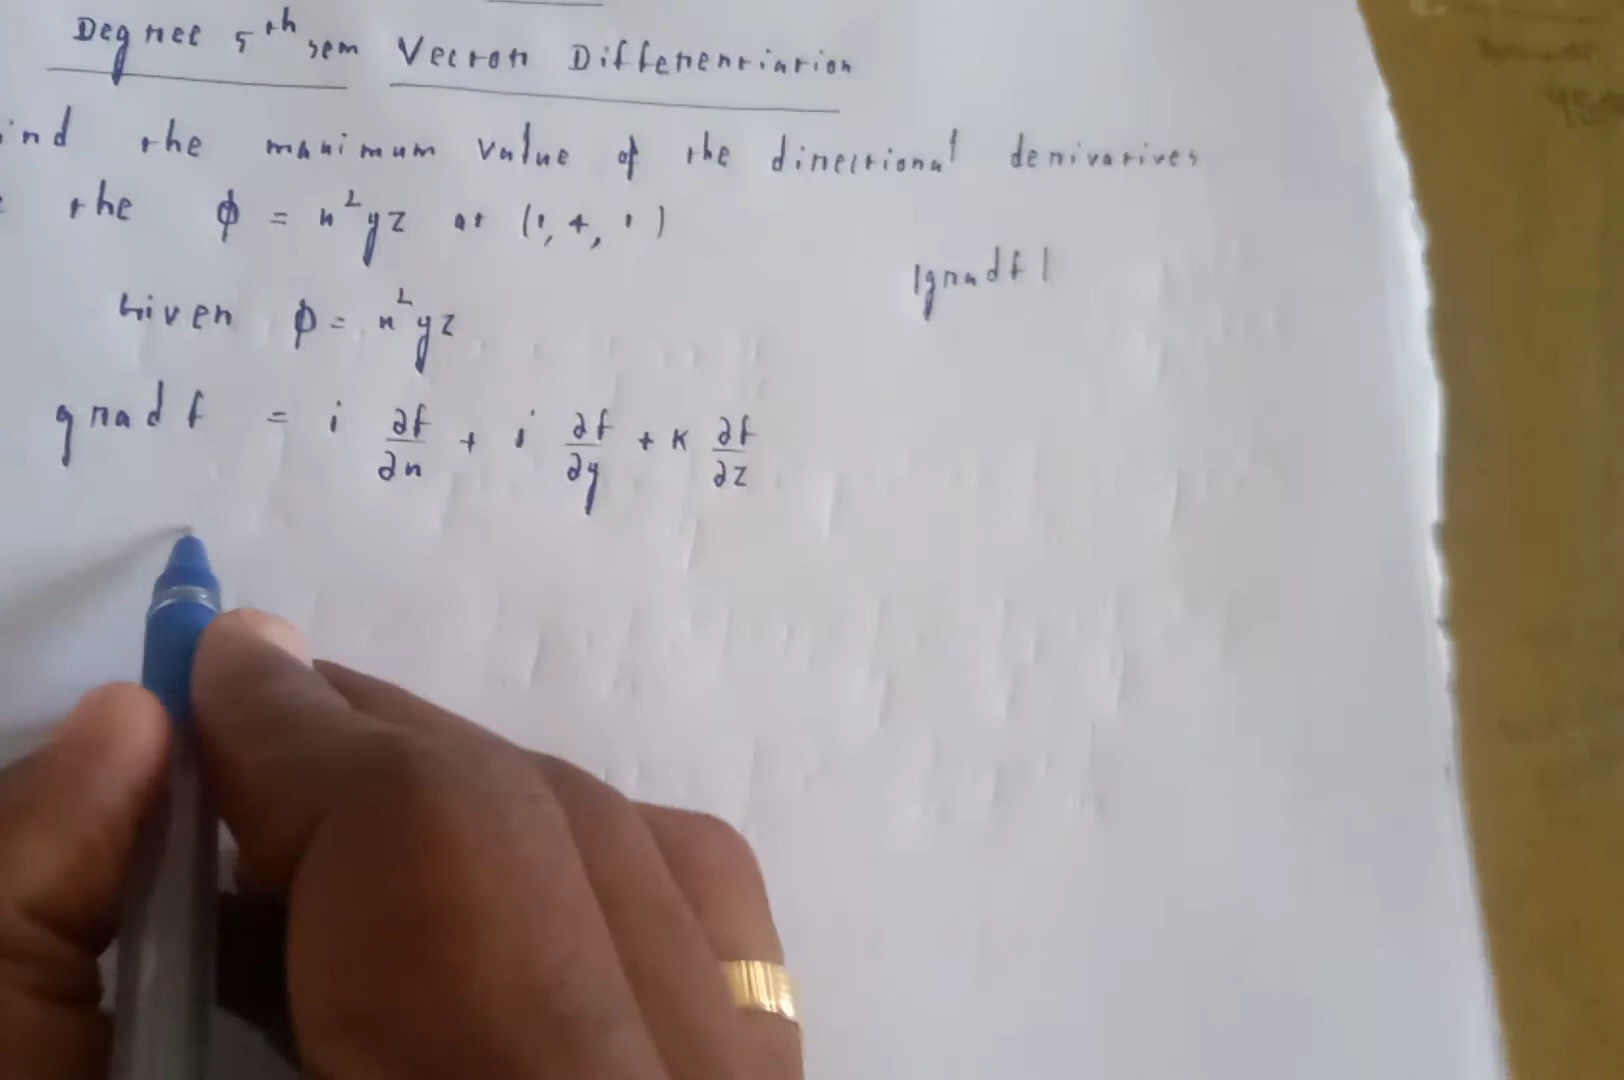 Degree 5th sem Vector Differentiation
ind the maximum value of the directional derivatives
the ϕ = x²yz at (1, 4, 1)
|grad f|
Given ϕ = x²yz
grad f = i ∂f/∂x + j ∂f/∂y + k ∂f/∂z